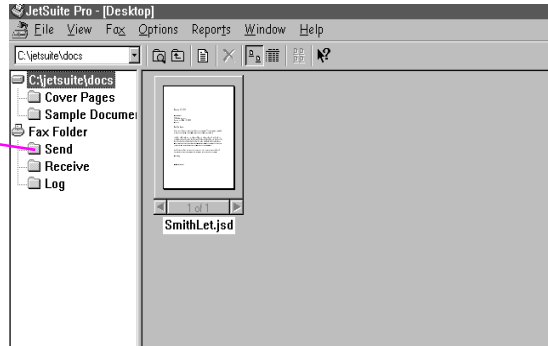 JetSuite Pro - [Desktop]
File View Fax Options Reports Window Help
C:\jetsuite\docs
C:\jetsuite\docs
Cover Pages
Sample Documen
Fax Folder
Send
Receive
Log
1 of 1
SmithLet.jsd